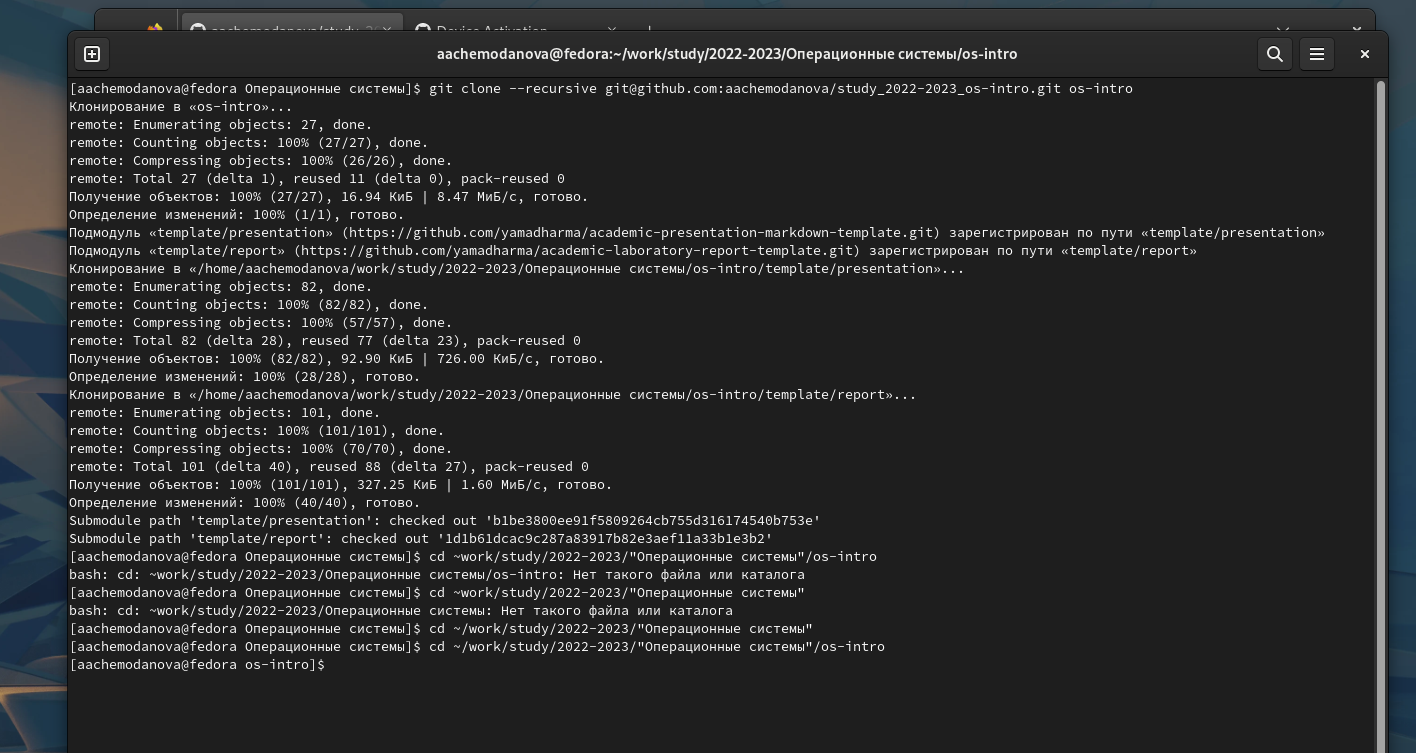 aachemodanova/study_
Device Activation
aachemodanova@fedora:~/work/study/2022-2023/Операционные системы/os-intro
[aachemodanova@fedora Операционные системы]$ git clone --recursive git@github.com:aachemodanova/study_2022-2023_os-intro.git os-intro
Клонирование в «os-intro»...
remote: Enumerating objects: 27, done.
remote: Counting objects: 100% (27/27), done.
remote: Compressing objects: 100% (26/26), done.
remote: Total 27 (delta 1), reused 11 (delta 0), pack-reused 0
Получение объектов: 100% (27/27), 16.94 КиБ | 8.47 МиБ/с, готово.
Определение изменений: 100% (1/1), готово.
Подмодуль «template/presentation» (https://github.com/yamadharma/academic-presentation-markdown-template.git) зарегистрирован по пути «template/presentation»
Подмодуль «template/report» (https://github.com/yamadharma/academic-laboratory-report-template.git) зарегистрирован по пути «template/report»
Клонирование в «/home/aachemodanova/work/study/2022-2023/Операционные системы/os-intro/template/presentation»...
remote: Enumerating objects: 82, done.
remote: Counting objects: 100% (82/82), done.
remote: Compressing objects: 100% (57/57), done.
remote: Total 82 (delta 28), reused 77 (delta 23), pack-reused 0
Получение объектов: 100% (82/82), 92.90 КиБ | 726.00 КиБ/с, готово.
Определение изменений: 100% (28/28), готово.
Клонирование в «/home/aachemodanova/work/study/2022-2023/Операционные системы/os-intro/template/report»...
remote: Enumerating objects: 101, done.
remote: Counting objects: 100% (101/101), done.
remote: Compressing objects: 100% (70/70), done.
remote: Total 101 (delta 40), reused 88 (delta 27), pack-reused 0
Получение объектов: 100% (101/101), 327.25 КиБ | 1.60 МиБ/с, готово.
Определение изменений: 100% (40/40), готово.
Submodule path 'template/presentation': checked out 'b1be3800ee91f5809264cb755d316174540b753e'
Submodule path 'template/report': checked out '1d1b61dcac9c287a83917b82e3aef11a33b1e3b2'
[aachemodanova@fedora Операционные системы]$ cd ~work/study/2022-2023/"Операционные системы"/os-intro
bash: cd: ~work/study/2022-2023/Операционные системы/os-intro: Нет такого файла или каталога
[aachemodanova@fedora Операционные системы]$ cd ~work/study/2022-2023/"Операционные системы"
bash: cd: ~work/study/2022-2023/Операционные системы: Нет такого файла или каталога
[aachemodanova@fedora Операционные системы]$ cd ~/work/study/2022-2023/"Операционные системы"
[aachemodanova@fedora Операционные системы]$ cd ~/work/study/2022-2023/"Операционные системы"/os-intro
[aachemodanova@fedora os-intro]$